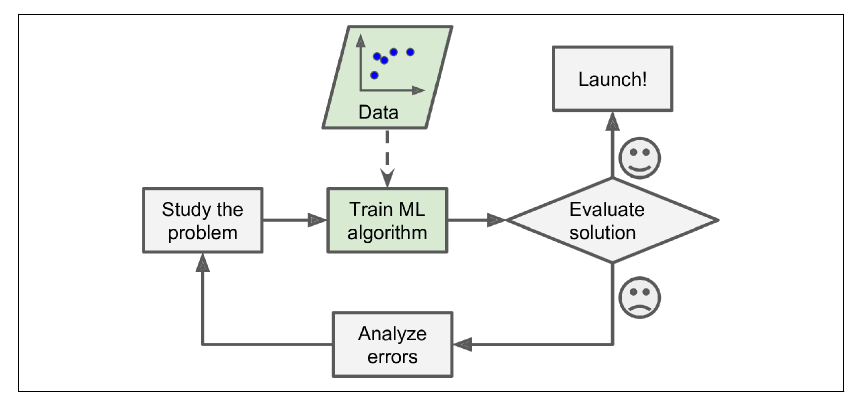 Data
Launch!
Study the
problem
Train ML
algorithm
Evaluate
solution
Analyze
errors